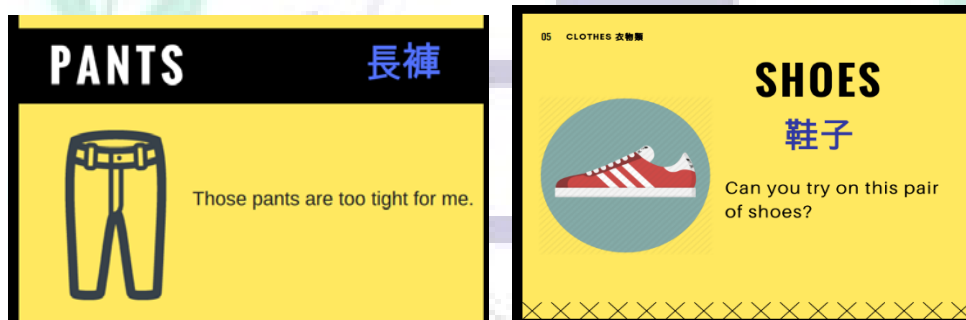 PANTS 長褲
Those pants are too tight for me.
05 CLOTHES 衣物類
SHOES
鞋子
Can you try on this pair
of shoes?